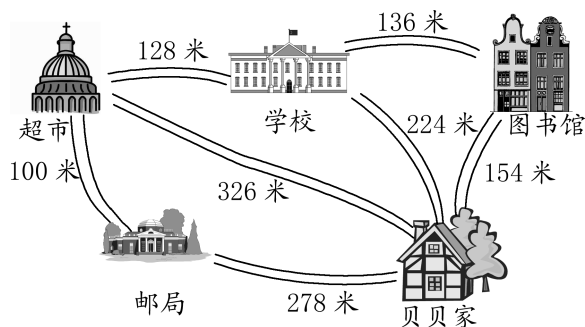 136 米
128 米
学校
224 米
图书馆
超市
100 米
326 米
154 米
邮局
278 米
贝贝家